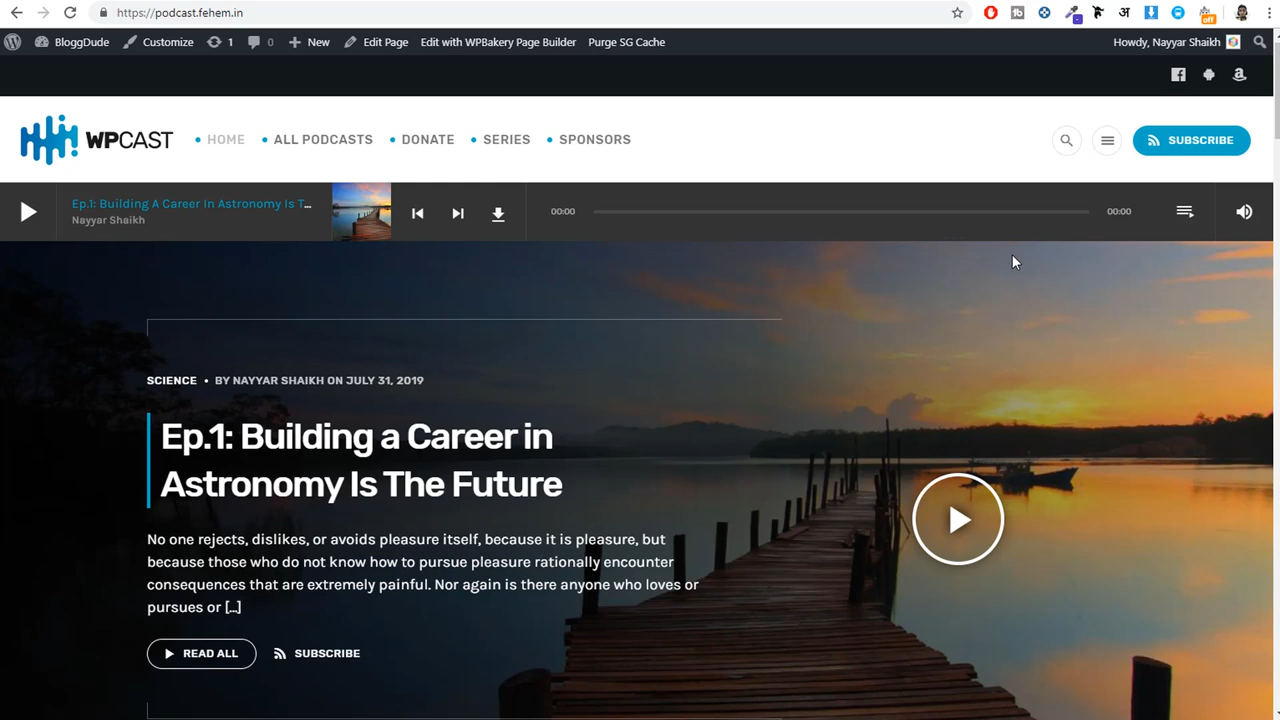 https://podcast.fehem.in
अ
off
BloggDude Customize 1 0 New Edit Page Edit with WPBakery Page Builder Purge SG Cache Howdy, Nayyar Shaikh
WPCAST HOME ALL PODCASTS DONATE SERIES SPONSORS SUBSCRIBE
Ep.1: Building A Career In Astronomy Is T...
Nayyar Shaikh
00:00 00:00
SCIENCE • BY NAYYAR SHAIKH ON JULY 31, 2019
Ep.1: Building a Career in
Astronomy Is The Future
No one rejects, dislikes, or avoids pleasure itself, because it is pleasure, but
because those who do not know how to pursue pleasure rationally encounter
consequences that are extremely painful. Nor again is there anyone who loves or
pursues or [...]
READ ALL SUBSCRIBE